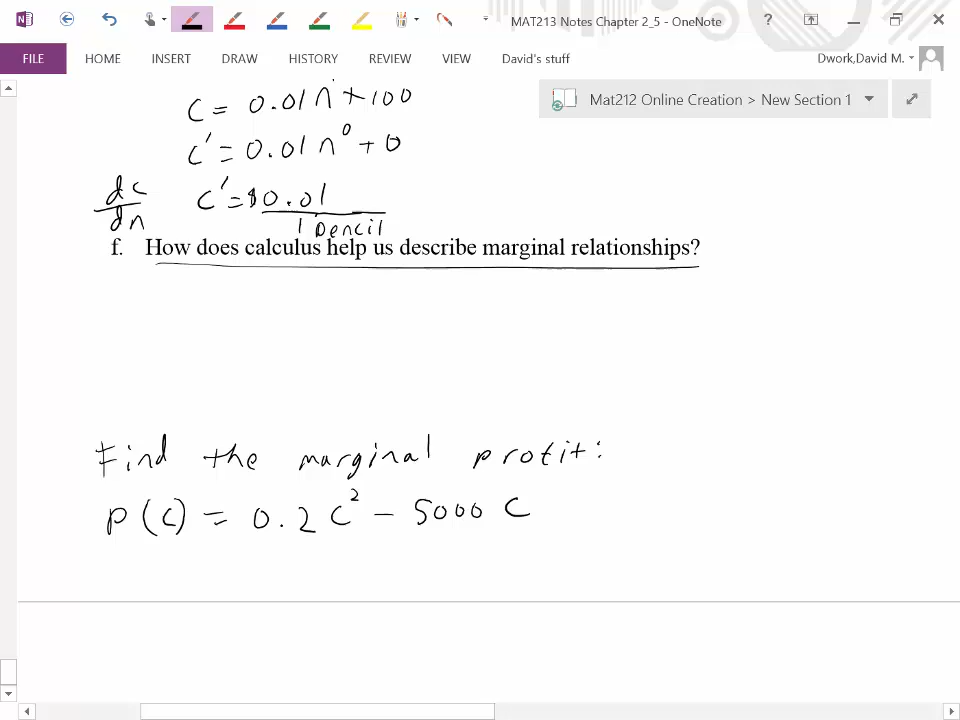 MAT213 Notes Chapter 2_5 - OneNote
?
FILE HOME INSERT DRAW HISTORY REVIEW VIEW David's stuff Dwork,David M.
Mat212 Online Creation > New Section 1
C = 0.01n + 100
C' = 0.01n⁰ + 0
dC/dn C' = $0.01 / 1 pencil
f. How does calculus help us describe marginal relationships?
Find the marginal profit:
P(C) = 0.2C² - 5000C